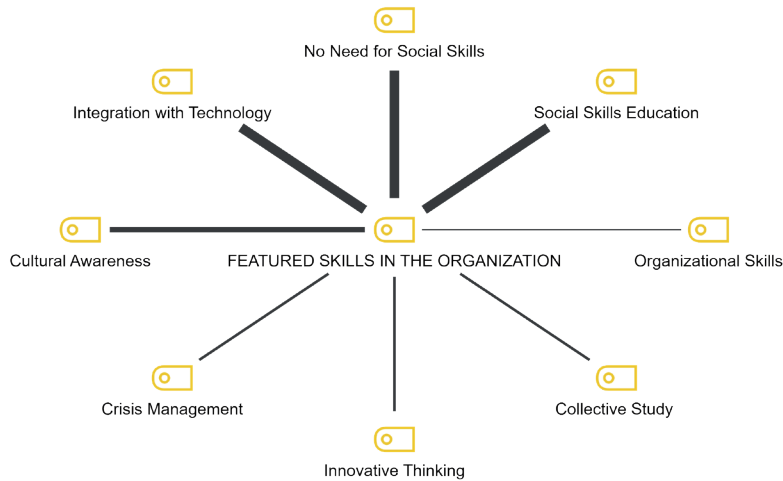 No Need for Social Skills
Integration with Technology
Social Skills Education
Cultural Awareness
FEATURED SKILLS IN THE ORGANIZATION
Organizational Skills
Crisis Management
Collective Study
Innovative Thinking